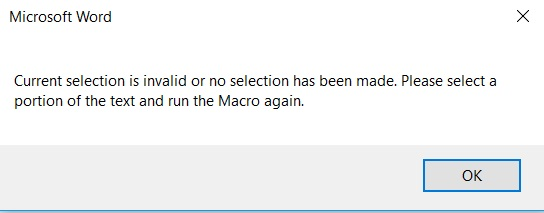 Microsoft Word
Current selection is invalid or no selection has been made. Please select a
portion of the text and run the Macro again.
OK